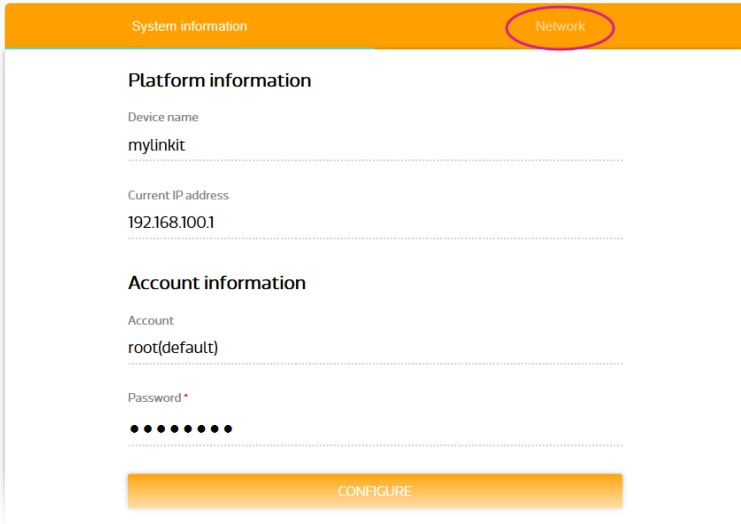 System information
Network
Platform information
Device name
mylinkit
Current IP address
192.168.100.1
Account information
Account
root(default)
Password *
●●●●●●●●
CONFIGURE